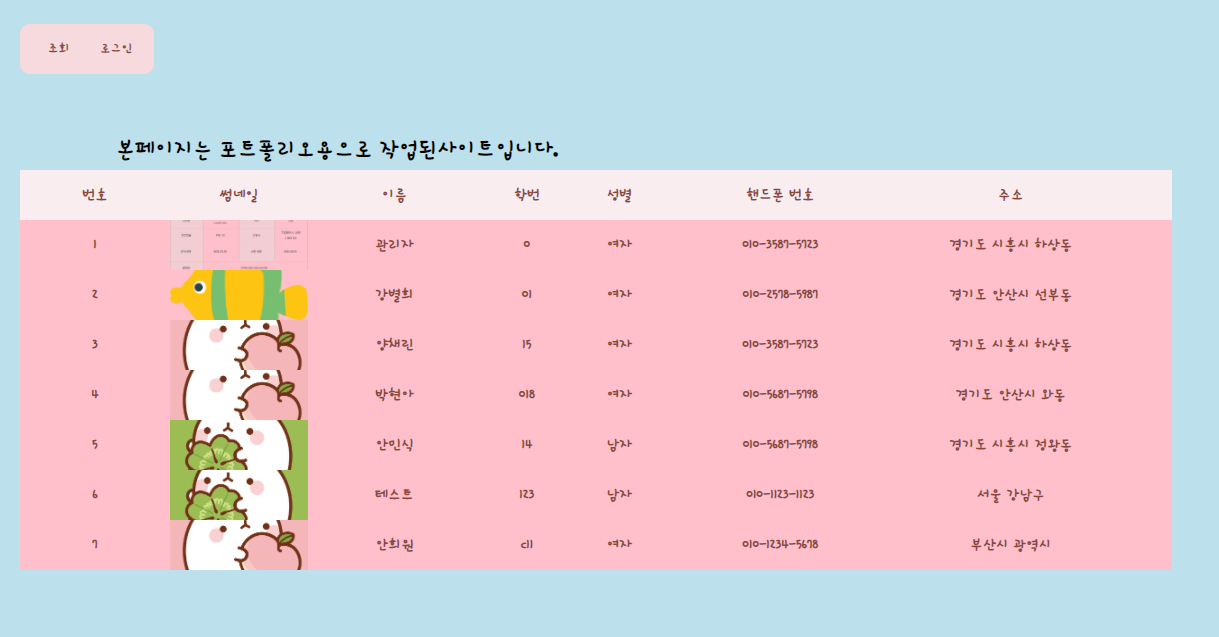 조회 로그인
본페이지는 포트폴리오용으로 작업된사이트입니다.
번호 썸네일 이름 학번 성별 핸드폰 번호 주소
1 관리자 0 여자 010-3587-5723 경기도 시흥시 하상동
2 강별희 01 여자 010-2578-5987 경기도 안산시 선부동
3 양채린 15 여자 010-3587-5723 경기도 시흥시 하상동
4 박현아 018 여자 010-5687-5798 경기도 안산시 와동
5 안민식 14 남자 010-5687-5798 경기도 시흥시 정왕동
6 테스트 123 남자 010-1123-1123 서울 강남구
7 안희원 c11 여자 010-1234-5678 부산시 광역시